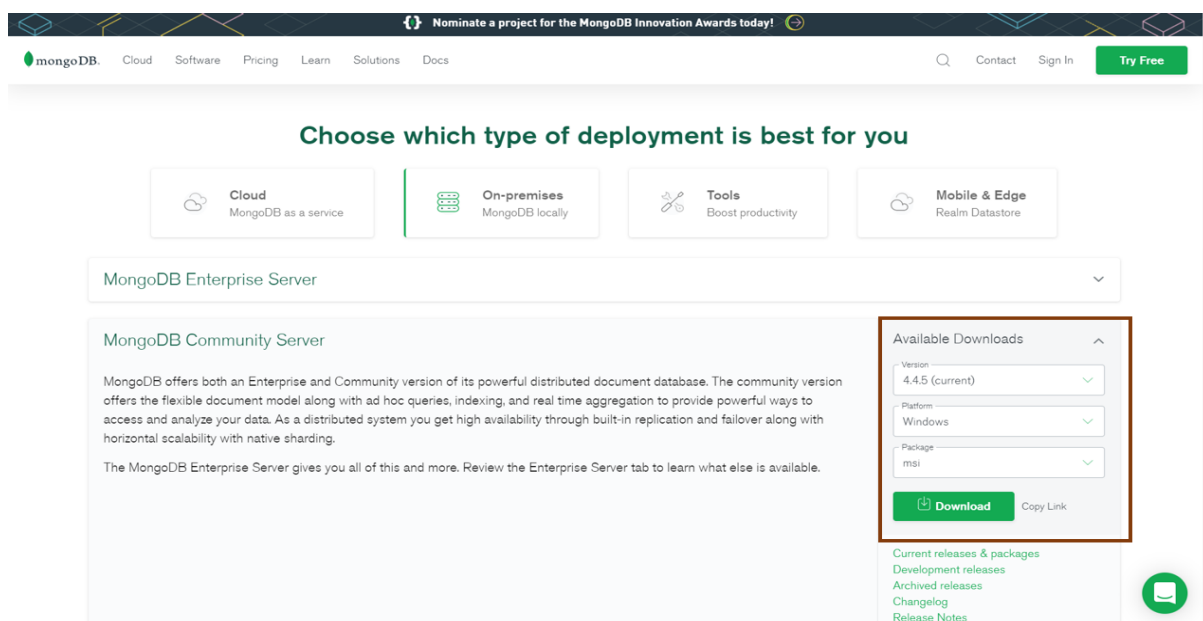 Nominate a project for the MongoDB Innovation Awards today!
mongoDB. Cloud Software Pricing Learn Solutions Docs Contact Sign In Try Free
Choose which type of deployment is best for you
Cloud
MongoDB as a service
On-premises
MongoDB locally
Tools
Boost productivity
Mobile & Edge
Realm Datastore
MongoDB Enterprise Server
MongoDB Community Server
MongoDB offers both an Enterprise and Community version of its powerful distributed document database. The community version
offers the flexible document model along with ad hoc queries, indexing, and real time aggregation to provide powerful ways to
access and analyze your data. As a distributed system you get high availability through built-in replication and failover along with
horizontal scalability with native sharding.
The MongoDB Enterprise Server gives you all of this and more. Review the Enterprise Server tab to learn what else is available.
Available Downloads
Version
4.4.5 (current)
Platform
Windows
Package
msi
Download Copy Link
Current releases & packages
Development releases
Archived releases
Changelog
Release Notes